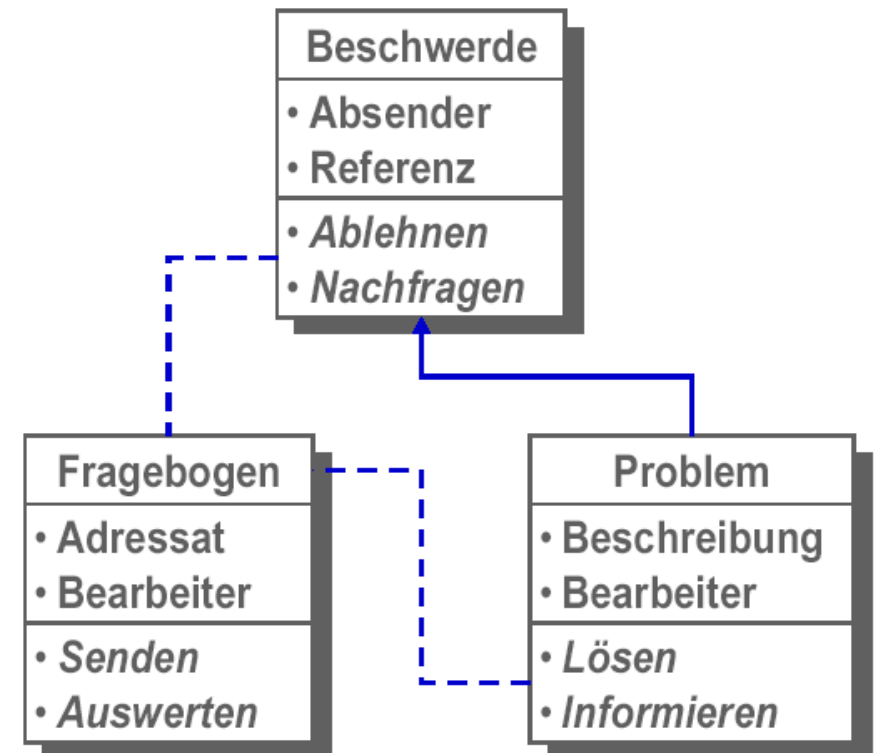 Beschwerde
• Absender
• Referenz
• Ablehnen
• Nachfragen
Fragebogen
• Adressat
• Bearbeiter
• Senden
• Auswerten
Problem
• Beschreibung
• Bearbeiter
• Lösen
• Informieren